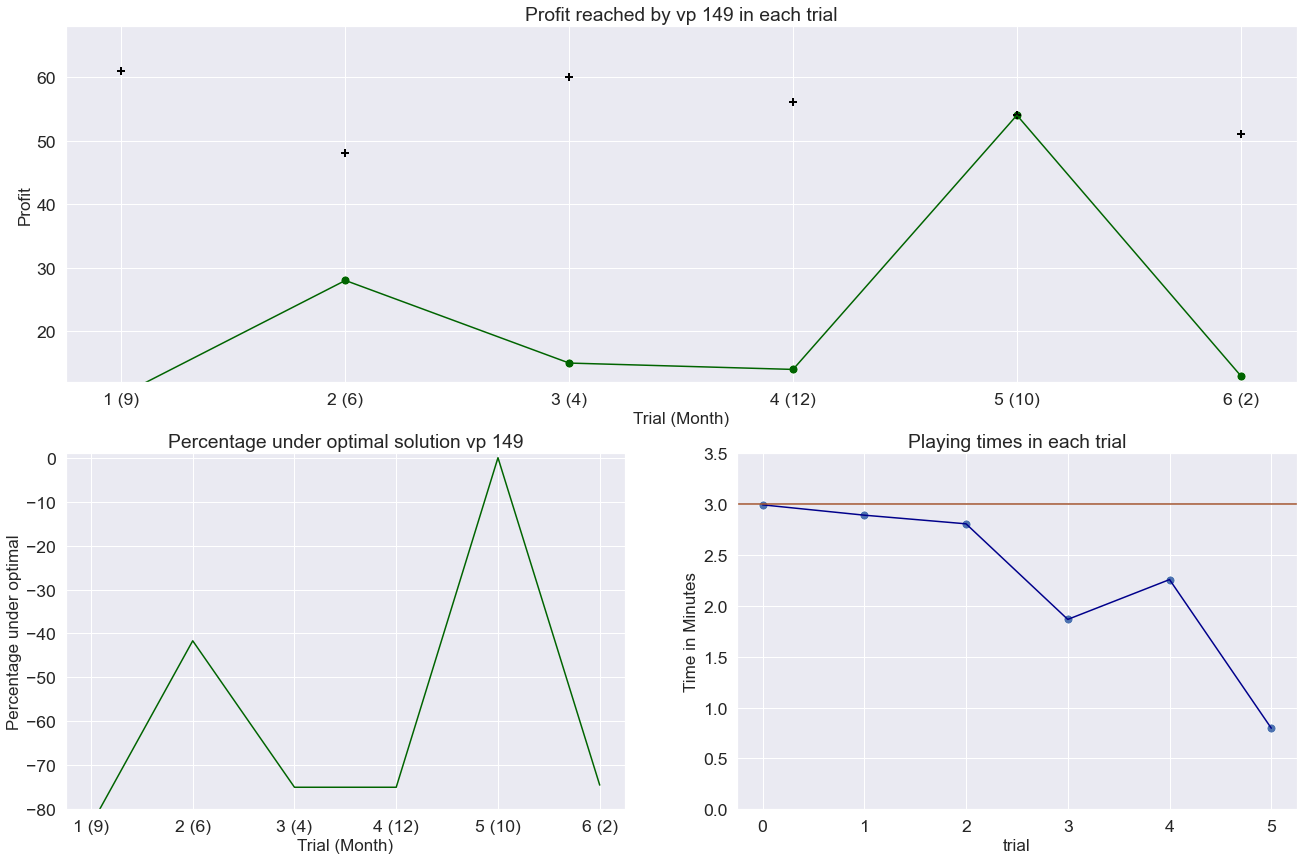 Profit reached by vp 149 in each trial
Profit
60
50
40
30
20
1 (9) 2 (6) 3 (4) 4 (12) 5 (10) 6 (2)
Trial (Month)
Percentage under optimal solution vp 149
Percentage under optimal
0
−10
−20
−30
−40
−50
−60
−70
−80
1 (9) 2 (6) 3 (4) 4 (12) 5 (10) 6 (2)
Trial (Month)
Playing times in each trial
Time in Minutes
3.5
3.0
2.5
2.0
1.5
1.0
0.5
0.0
0 1 2 3 4 5
trial